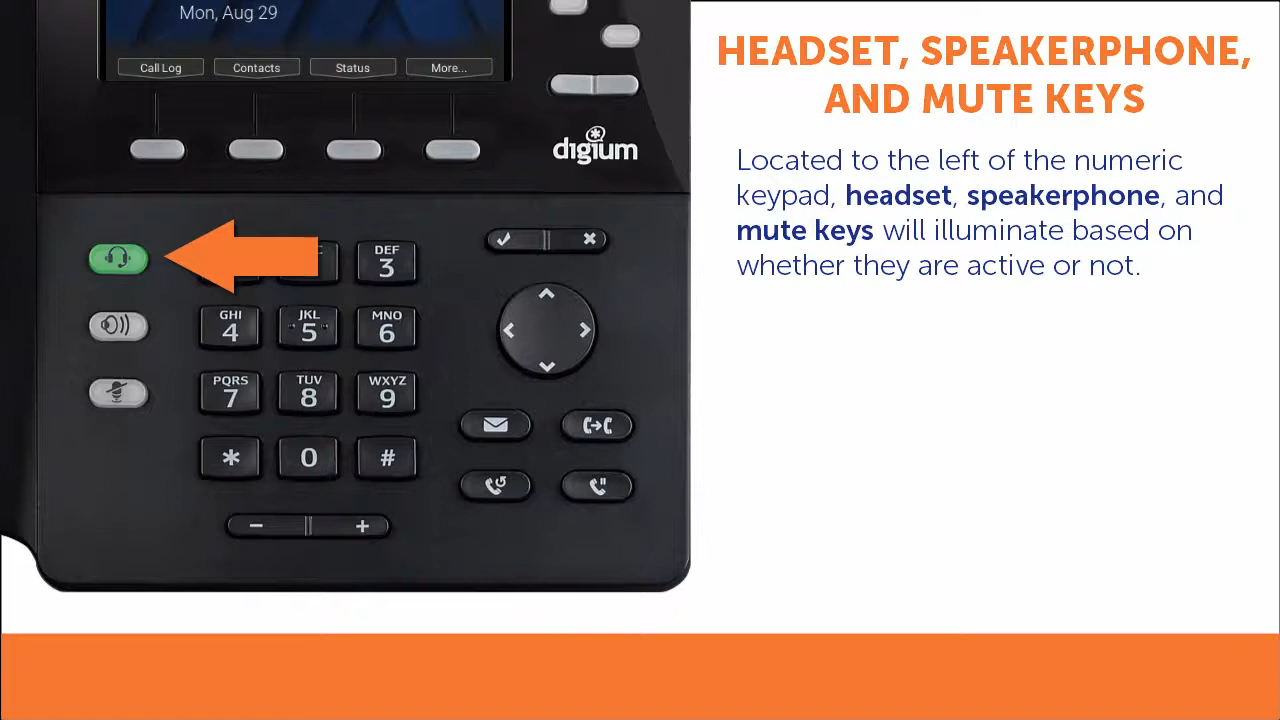 Mon, Aug 29
Call Log
Contacts
Status
More...
digium
HEADSET, SPEAKERPHONE,
AND MUTE KEYS
Located to the left of the numeric
keypad, headset, speakerphone, and
mute keys will illuminate based on
whether they are active or not.
DEF
3
GHI
4
JKL
5
MNO
6
PQRS
7
TUV
8
WXYZ
9
*
0
#
-
+